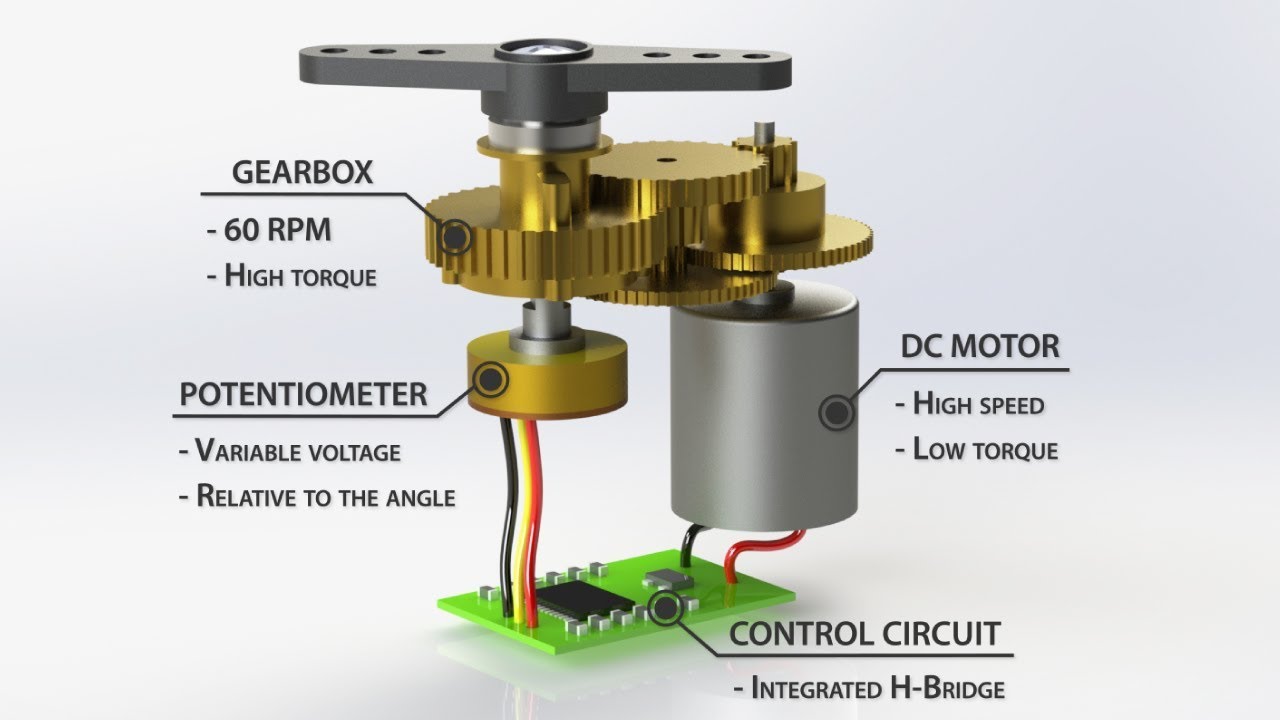 GEARBOX
- 60 RPM
- HIGH TORQUE
POTENTIOMETER
- VARIABLE VOLTAGE
- RELATIVE TO THE ANGLE
DC MOTOR
- HIGH SPEED
- LOW TORQUE
CONTROL CIRCUIT
- INTEGRATED H-BRIDGE